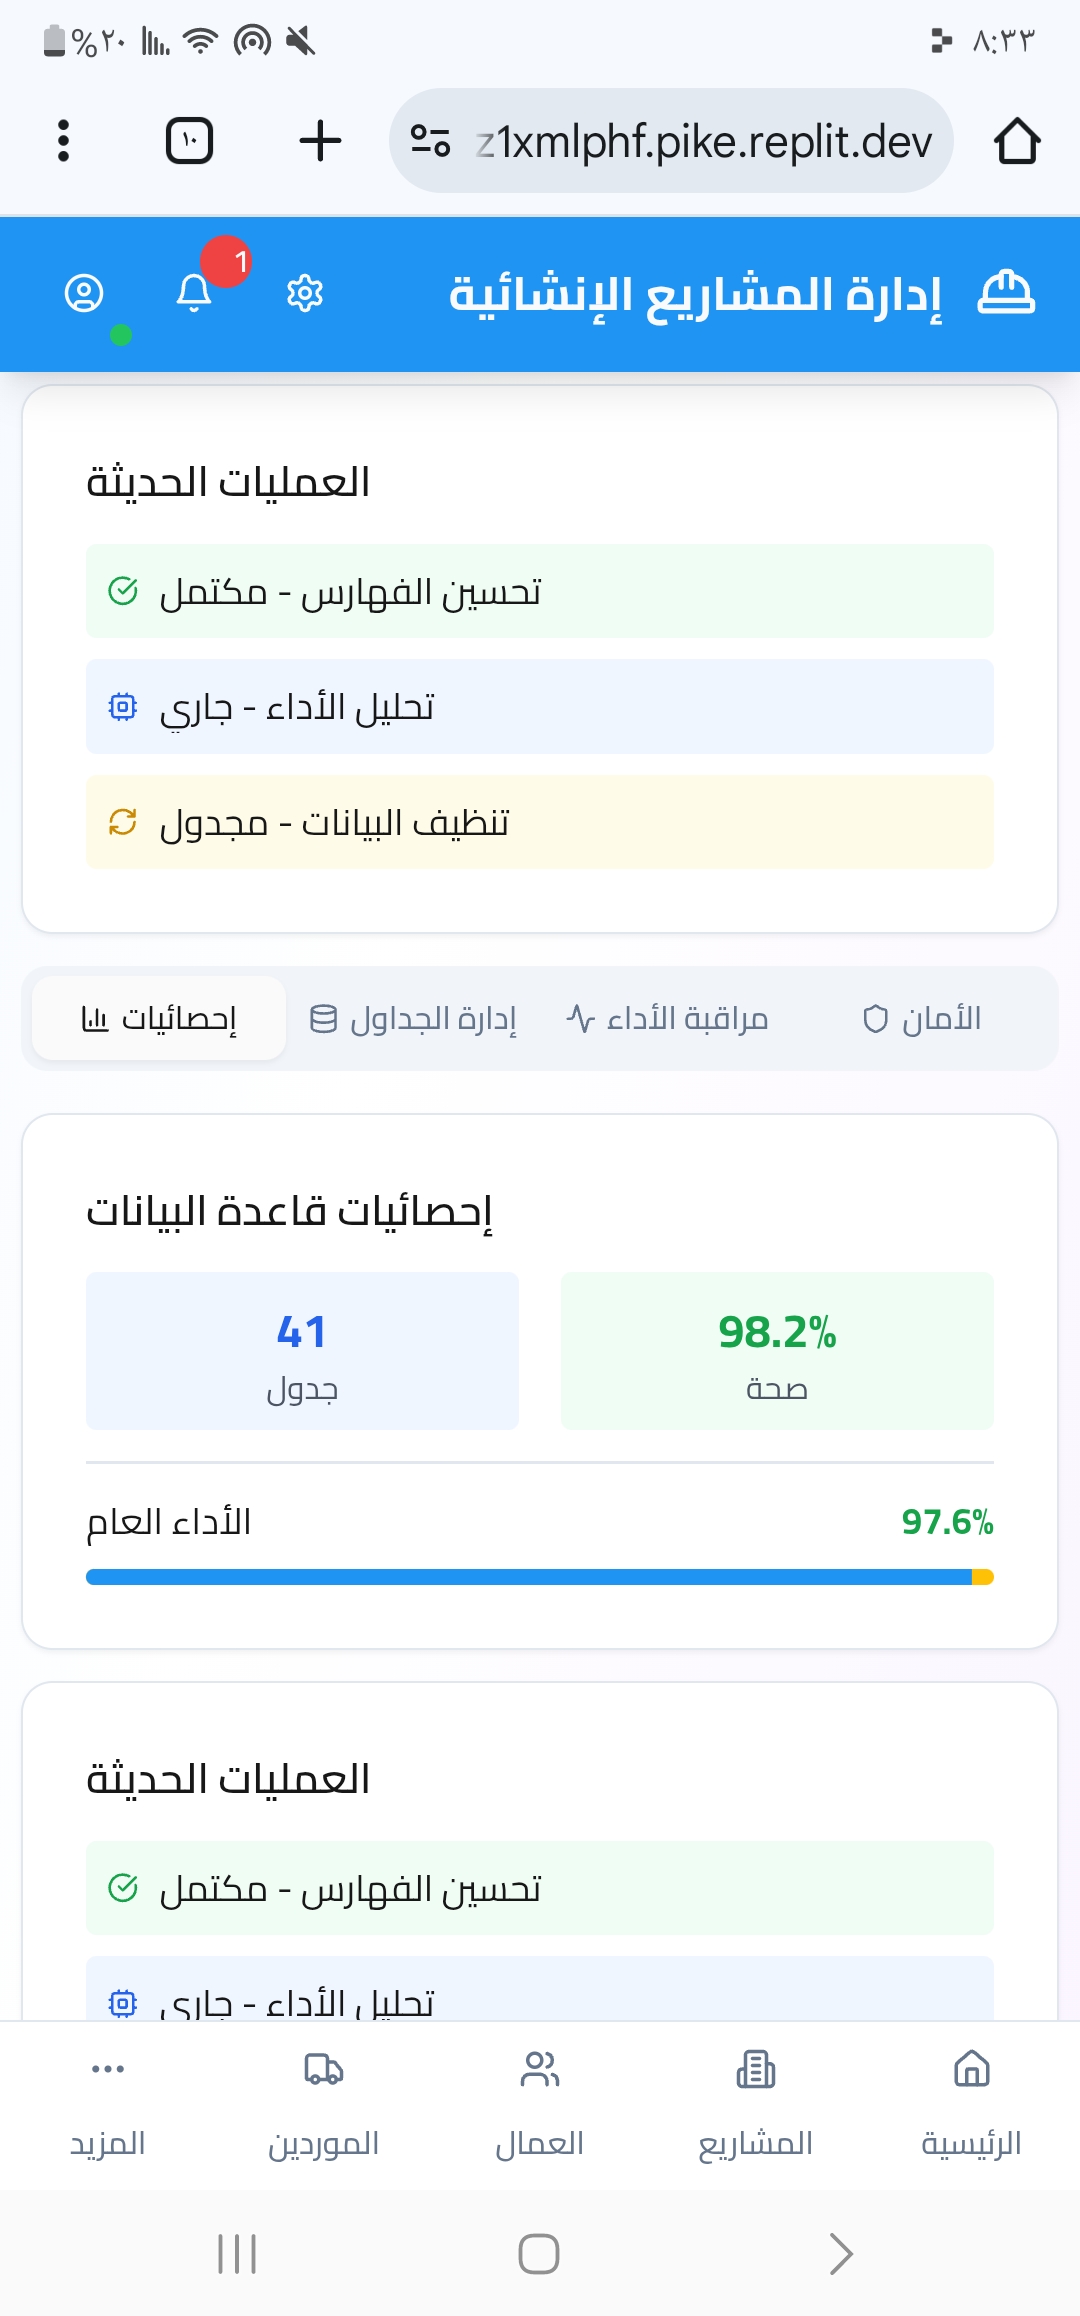 ٨:٣٣
%٢٠
z1xmlphf.pike.replit.dev
١٠
إدارة المشاريع الإنشائية
1
العمليات الحديثة
تحسين الفهارس - مكتمل
تحليل الأداء - جاري
تنظيف البيانات - مجدول
الأمان
مراقبة الأداء
إدارة الجداول
إحصائيات
إحصائيات قاعدة البيانات
98.2%
صحة
41
جدول
97.6%
الأداء العام
العمليات الحديثة
تحسين الفهارس - مكتمل
تحليل الأداء - جاري
الرئيسية
المشاريع
العمال
الموردين
المزيد